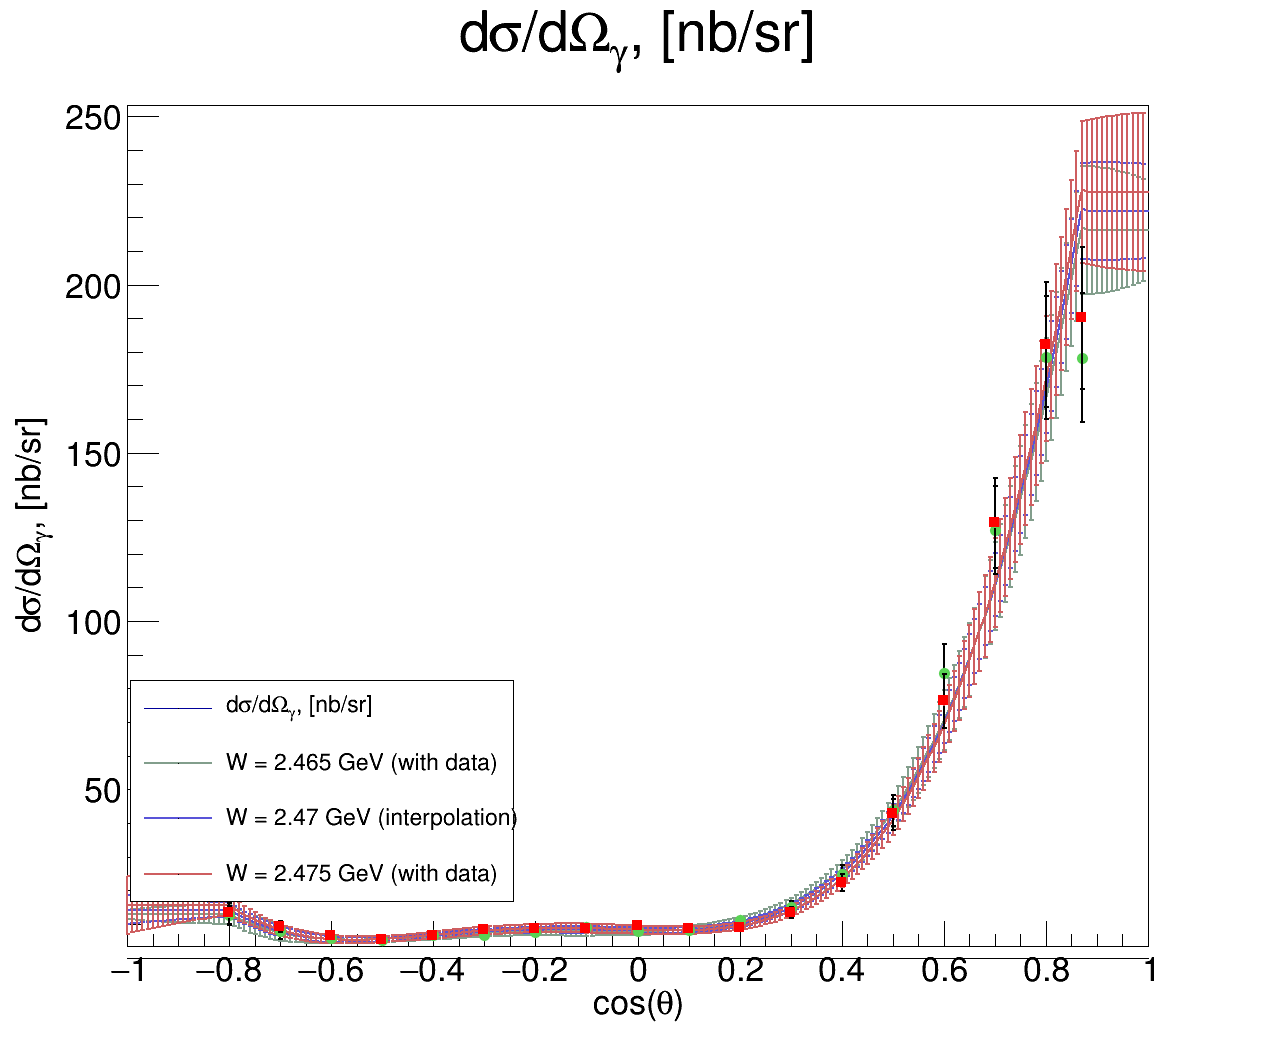 dσ/dΩγ, [nb/sr]
dσ/dΩγ, [nb/sr]
250
200
150
100
50
dσ/dΩγ, [nb/sr]
W = 2.465 GeV (with data)
W = 2.47 GeV (interpolation)
W = 2.475 GeV (with data)
−1 −0.8 −0.6 −0.4 −0.2 0 0.2 0.4 0.6 0.8 1
cos(θ)